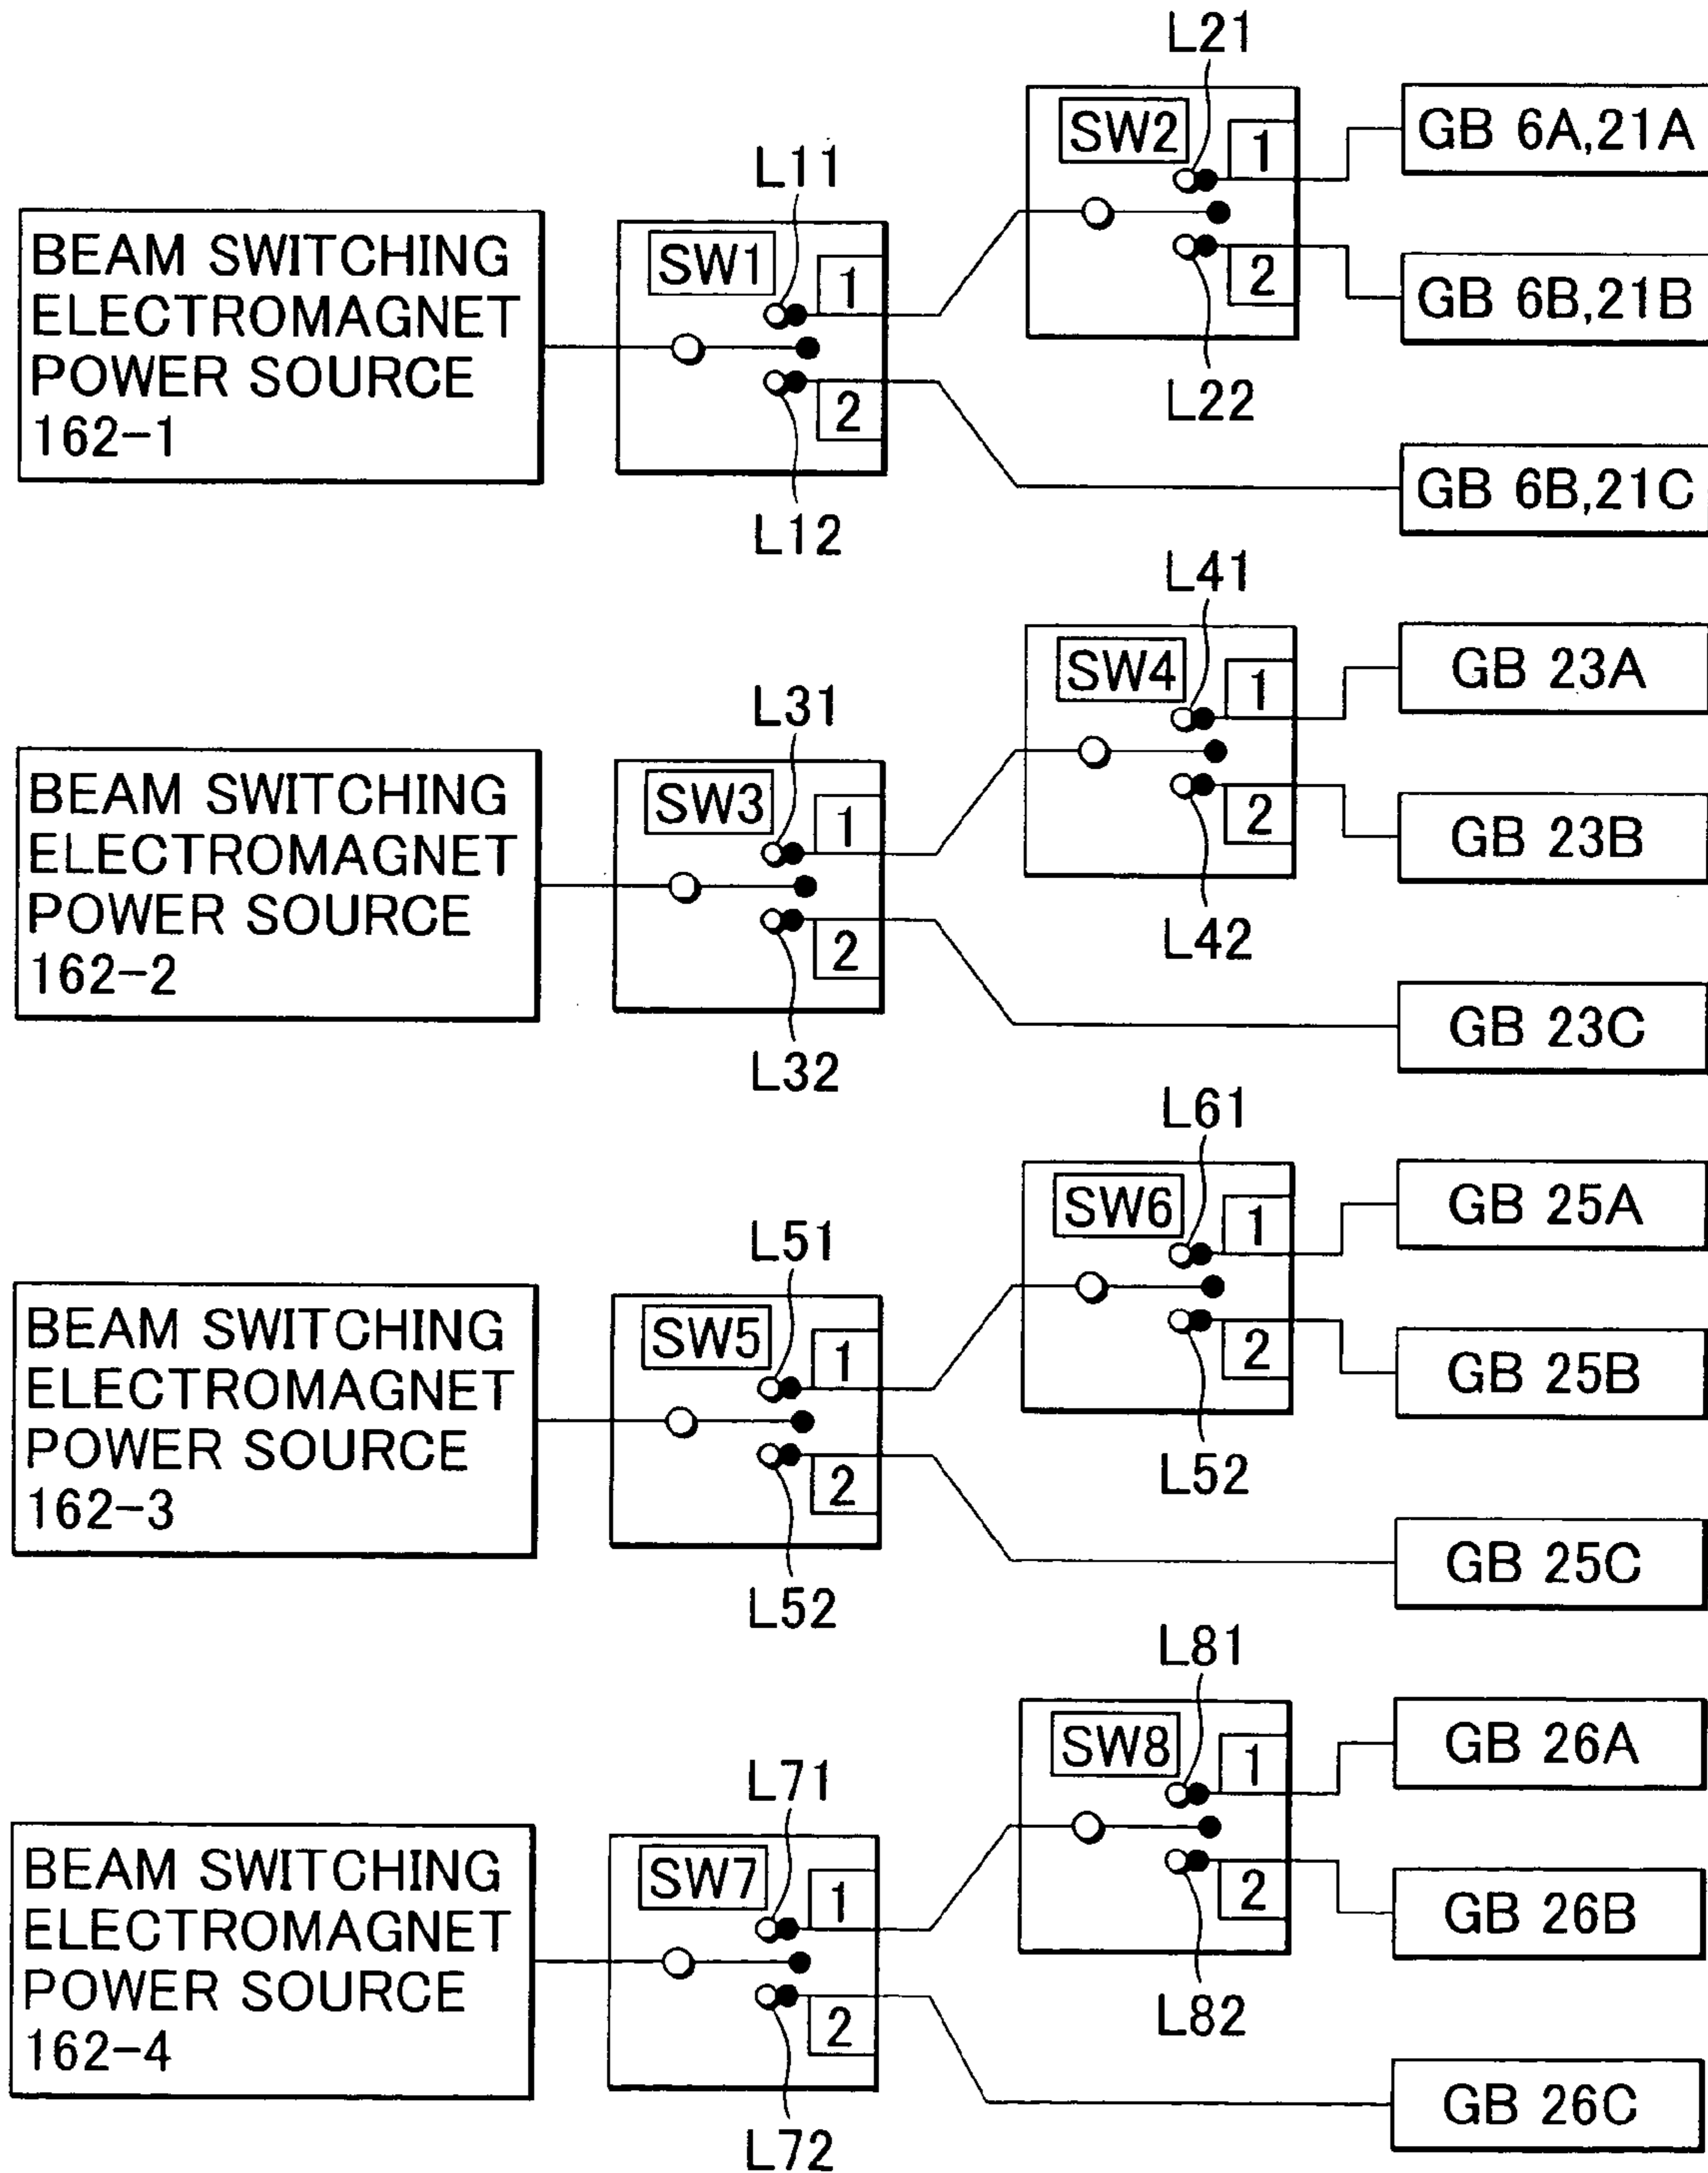 L21
SW2
1
GB 6A,21A
L11
BEAM SWITCHING
ELECTROMAGNET
POWER SOURCE
162-1
SW1
1
2
GB 6B,21B
L22
2
GB 6B,21C
L12
L41
SW4
1
GB 23A
L31
BEAM SWITCHING
ELECTROMAGNET
POWER SOURCE
162-2
SW3
1
2
GB 23B
L42
2
GB 23C
L32
L61
SW6
1
GB 25A
L51
BEAM SWITCHING
ELECTROMAGNET
POWER SOURCE
162-3
SW5
1
2
GB 25B
L52
2
GB 25C
L52
L81
SW8
1
GB 26A
L71
BEAM SWITCHING
ELECTROMAGNET
POWER SOURCE
162-4
SW7
1
2
GB 26B
L82
2
GB 26C
L72